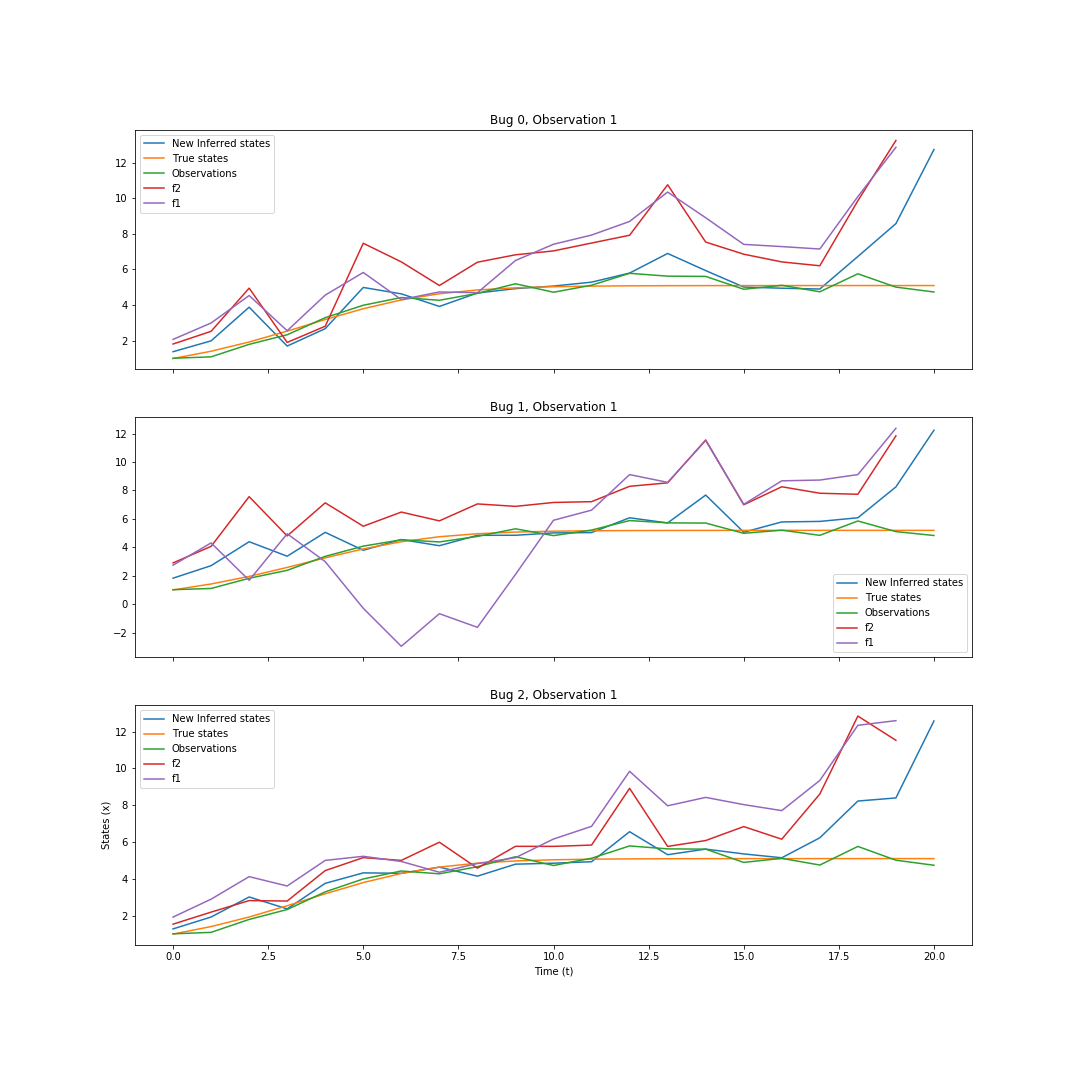 Bug 0, Observation 1
New Inferred states
True states
Observations
f2
f1
12
10
8
6
4
2
Bug 1, Observation 1
12
10
8
6
4
2
0
−2
New Inferred states
True states
Observations
f2
f1
Bug 2, Observation 1
New Inferred states
True states
Observations
f2
f1
12
10
8
6
4
2
States (x)
0.0 2.5 5.0 7.5 10.0 12.5 15.0 17.5 20.0
Time (t)